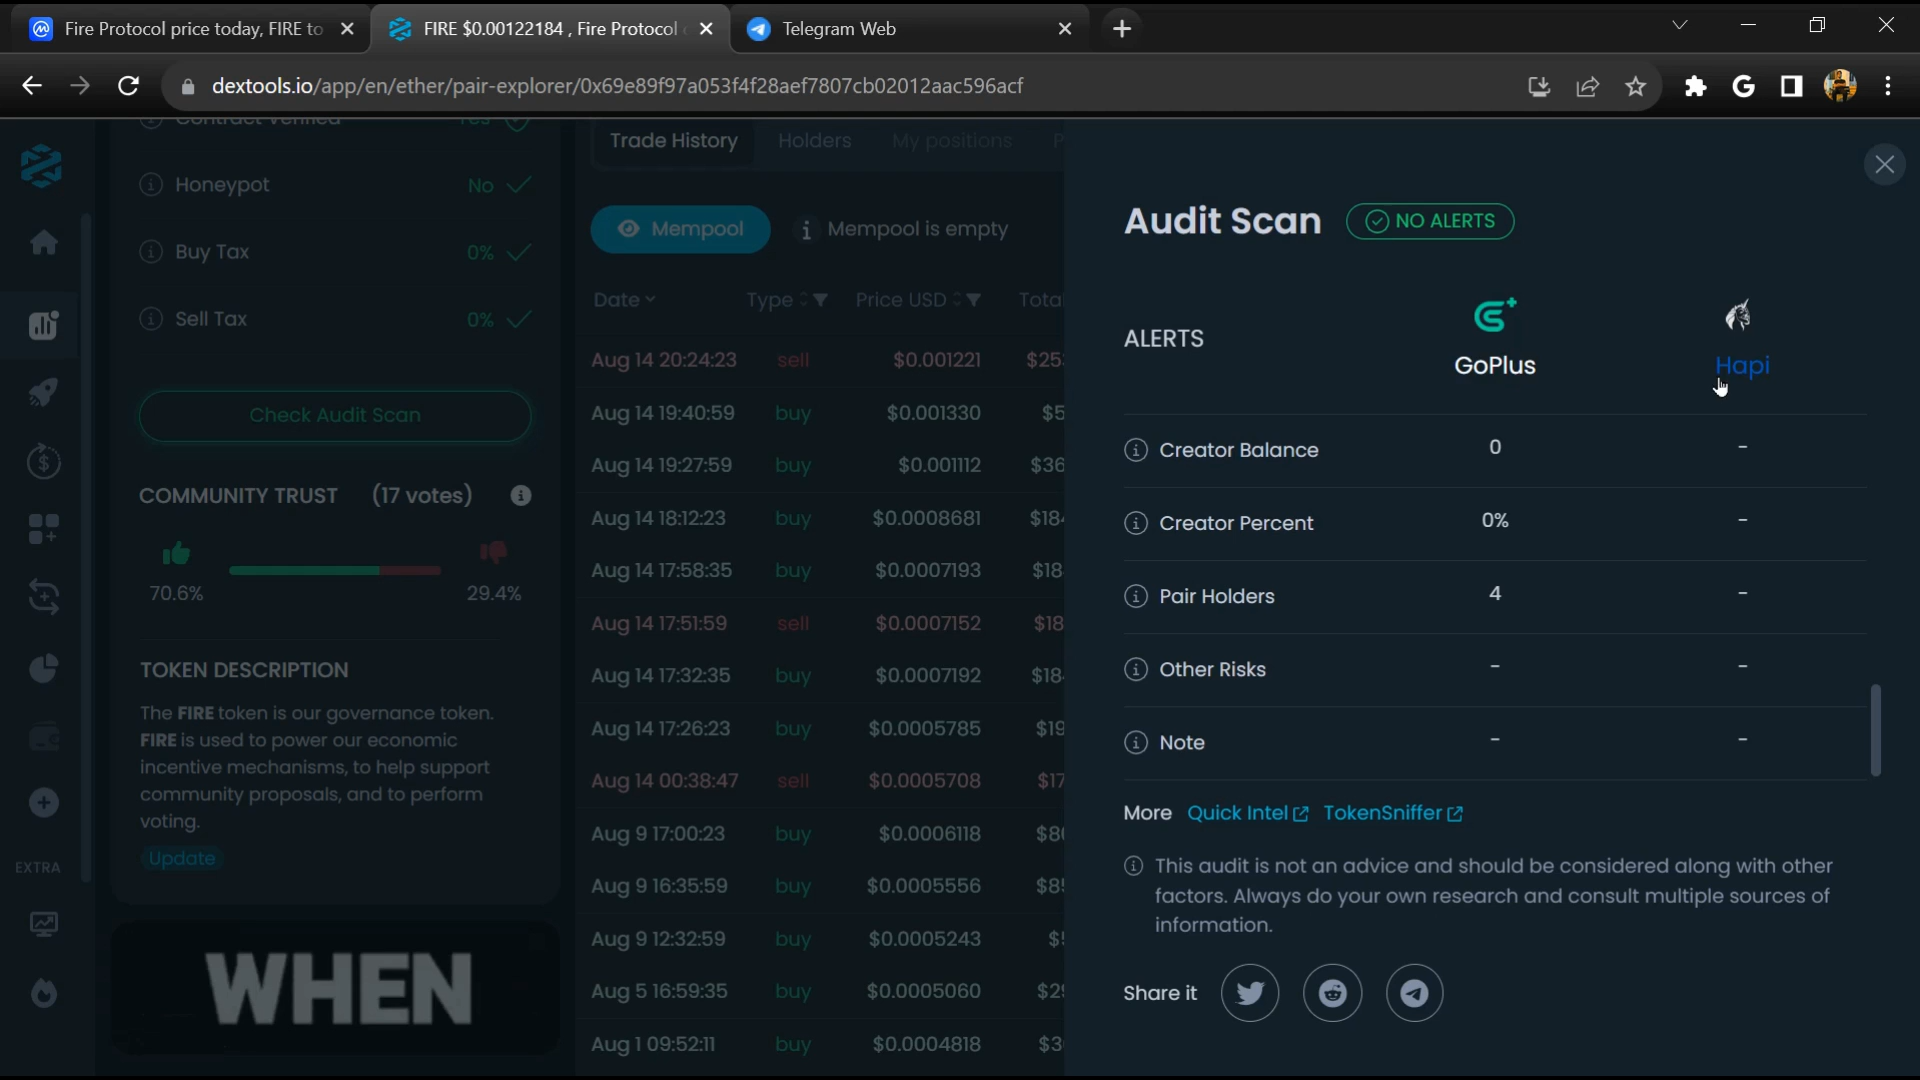 Fire Protocol price today, FIRE to
FIRE $0.00122184 , Fire Protocol
Telegram Web
dextools.io/app/en/ether/pair-explorer/0x69e89f97a053f4f28aef7807cb02012aac596acf
Contract Verified Yes
Honeypot No
Buy Tax 0%
Sell Tax 0%
Check Audit Scan
COMMUNITY TRUST (17 votes)
70.6% 29.4%
TOKEN DESCRIPTION
The FIRE token is our governance token.
FIRE is used to power our economic
incentive mechanisms, to help support
community proposals, and to perform
voting.
Update
EXTRA
WHEN
Trade History Holders My positions
Mempool Mempool is empty
Date Type Price USD Total
Aug 14 20:24:23 sell $0.001221
Aug 14 19:40:59 buy $0.001330
Aug 14 19:27:59 buy $0.001112
Aug 14 18:12:23 buy $0.0008681
Aug 14 17:58:35 buy $0.0007193
Aug 14 17:51:59 sell $0.0007152
Aug 14 17:32:35 buy $0.0007192
Aug 14 17:26:23 buy $0.0005785
Aug 14 00:38:47 sell $0.0005708
Aug 9 17:00:23 buy $0.0006118
Aug 9 16:35:59 buy $0.0005556
Aug 9 12:32:59 buy $0.0005243
Aug 5 16:59:35 buy $0.0005060
Aug 1 09:52:11 buy $0.0004818
Audit Scan NO ALERTS
ALERTS GoPlus Hapi
Creator Balance 0 -
Creator Percent 0% -
Pair Holders 4 -
Other Risks - -
Note - -
More Quick Intel TokenSniffer
This audit is not an advice and should be considered along with other
factors. Always do your own research and consult multiple sources of
information.
Share it